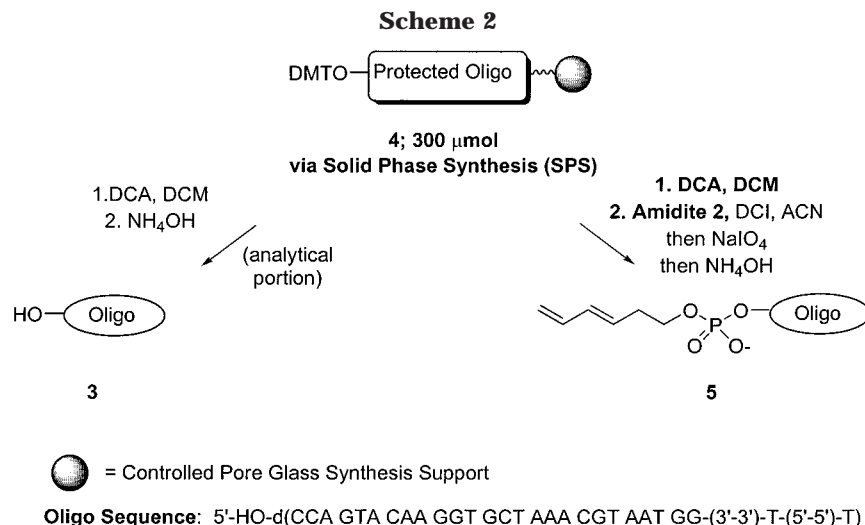 Scheme 2
DMTO
Protected Oligo
4; 300 μmol
via Solid Phase Synthesis (SPS)
1.DCA, DCM
2. NH4OH
(analytical
portion)
1. DCA, DCM
2. Amidite 2, DCI, ACN
then NaIO4
then NH4OH
HO
Oligo
3
O
P
O
O
O-
Oligo
5
= Controlled Pore Glass Synthesis Support
Oligo Sequence: 5'-HO-d(CCA GTA CAA GGT GCT AAA CGT AAT GG-(3'-3')-T-(5'-5')-T)